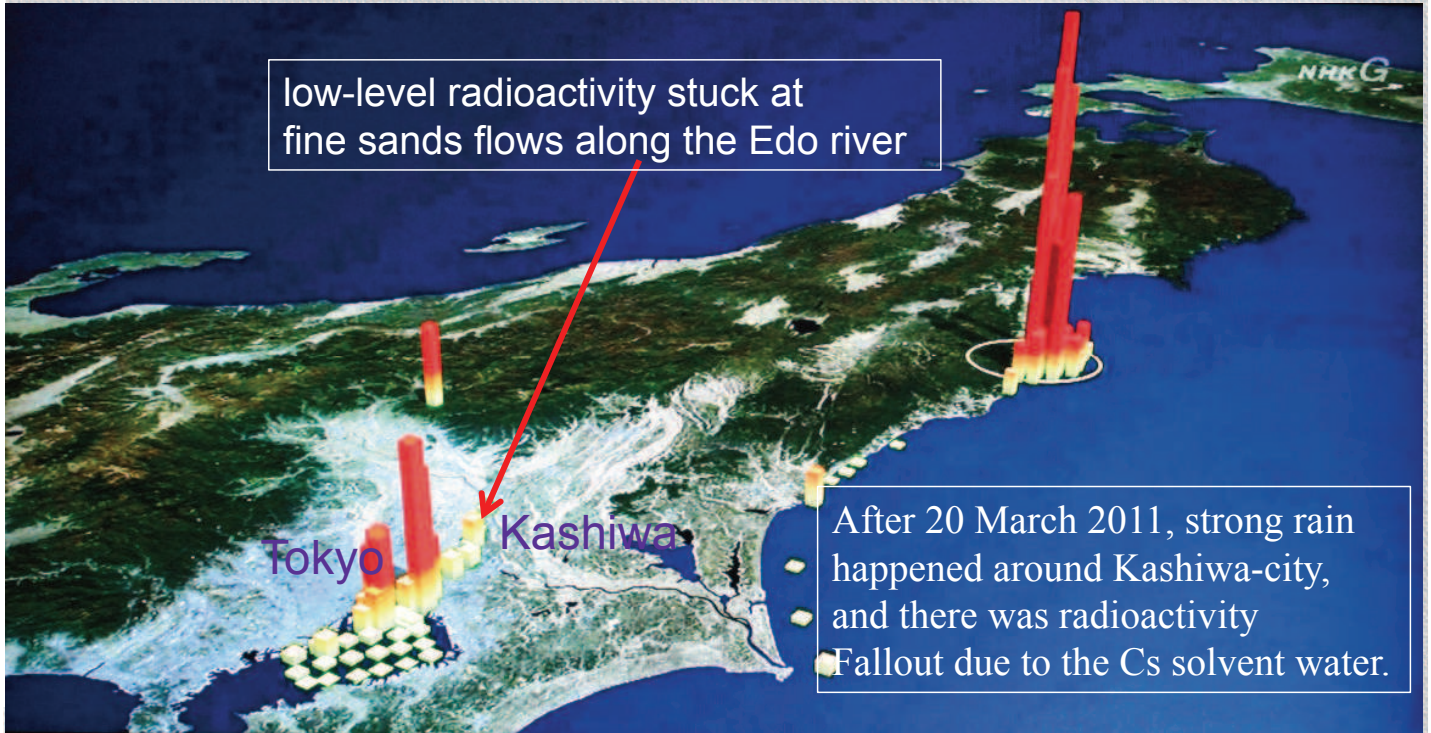 low-level radioactivity stuck at
fine sands flows along the Edo river
NHK G
Tokyo
Kashiwa
After 20 March 2011, strong rain
happened around Kashiwa-city,
and there was radioactivity
Fallout due to the Cs solvent water.